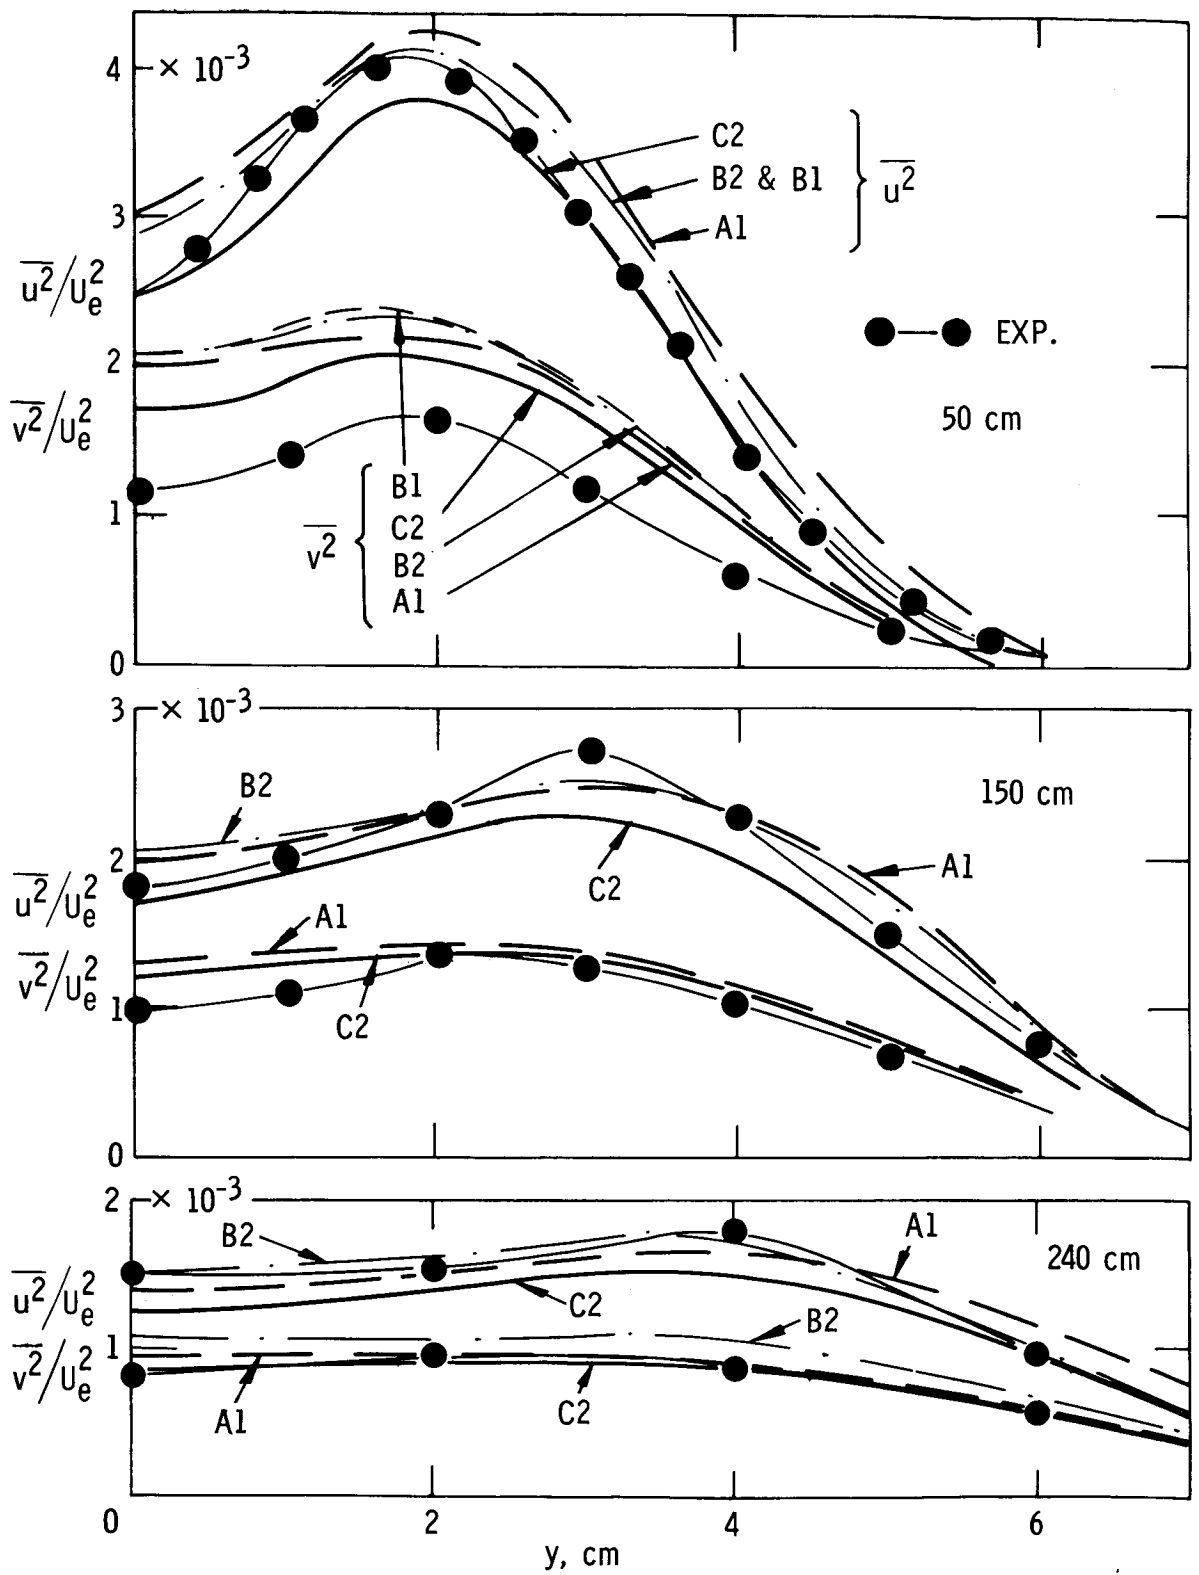 4 × 10⁻³
C2
B2 & B1
A1
u²
3
u²/Uₑ²
EXP.
2
v²/Uₑ²
50 cm
B1
C2
B2
A1
v²
1
0
3 × 10⁻³
B2
150 cm
2
A1
C2
u²/Uₑ²
A1
v²/Uₑ²
1
C2
0
2 × 10⁻³
B2
A1
240 cm
u²/Uₑ²
C2
B2
1
v²/Uₑ²
A1
C2
0 2 4 6
y, cm